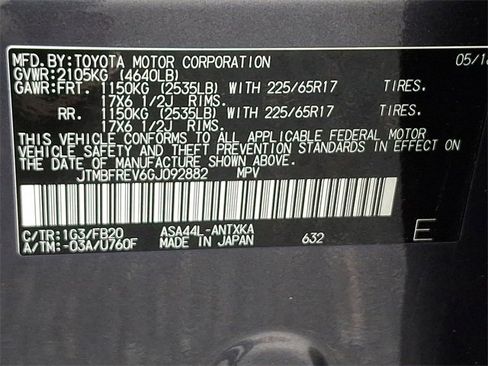 MFD.BY:TOYOTA MOTOR CORPORATION 05/16
GVWR:2105KG (4640LB)
GAWR:FRT. 1150KG (2535LB) WITH 225/65R17 TIRES.
17X6 1/2J RIMS.
RR. 1150KG (2535LB) WITH 225/65R17 TIRES.
17X6 1/2J RIMS.
THIS VEHICLE CONFORMS TO ALL APPLICABLE FEDERAL MOTOR
VEHICLE SAFETY AND THEFT PREVENTION STANDARDS IN EFFECT ON
THE DATE OF MANUFACTURE SHOWN ABOVE.
JTMBFREV6GJ092882 MPV
C/TR:1G3/FB20 ASA44L-ANTXKA
A/TM:-03A/U760F MADE IN JAPAN 632 E